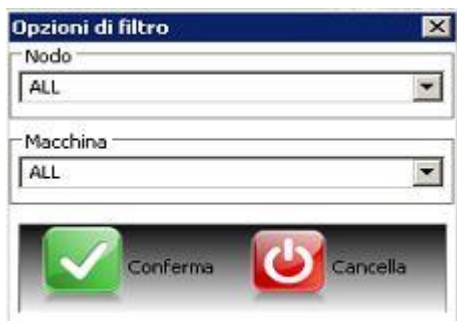 Opzioni di filtro
Nodo
ALL
Macchina
ALL
Conferma Cancella